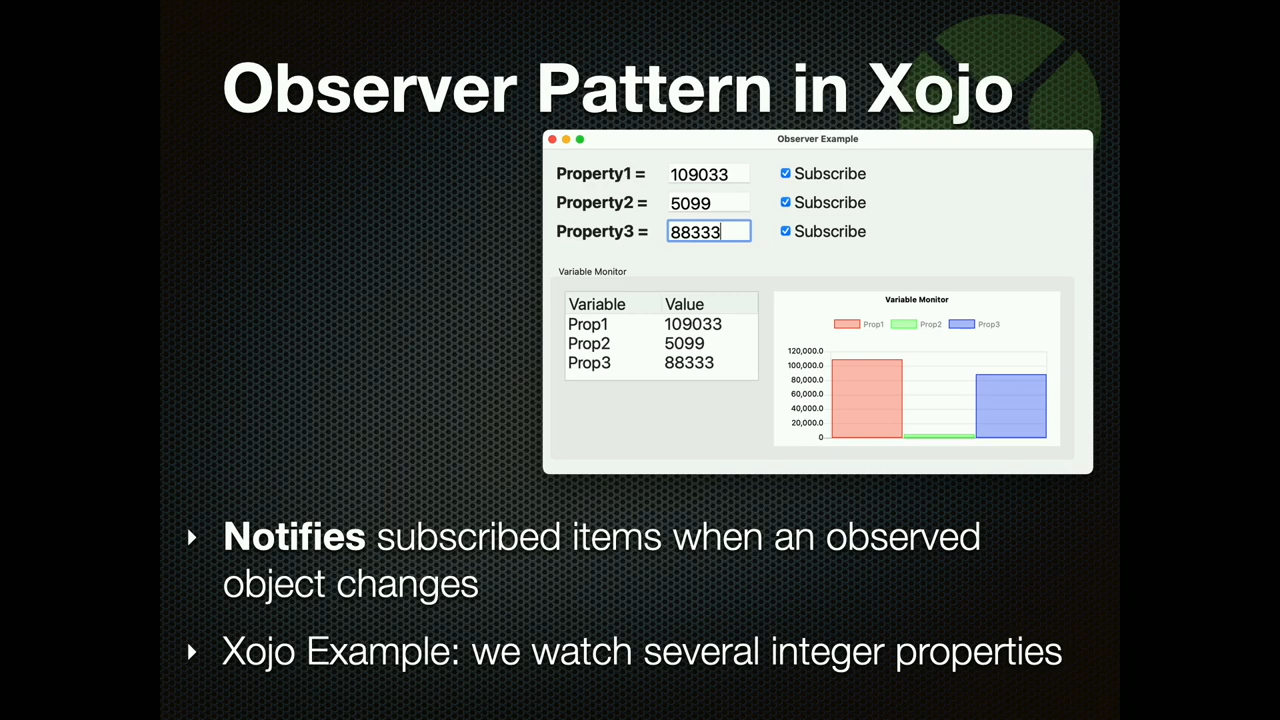 Observer Pattern in Xojo
Observer Example
Property1 = 109033 Subscribe
Property2 = 5099 Subscribe
Property3 = 88333 Subscribe
Variable Monitor
Variable Value
Prop1 109033
Prop2 5099
Prop3 88333
Variable Monitor
Prop1 Prop2 Prop3
120,000.0
100,000.0
80,000.0
60,000.0
40,000.0
20,000.0
0
Notifies subscribed items when an observed
object changes
Xojo Example: we watch several integer properties